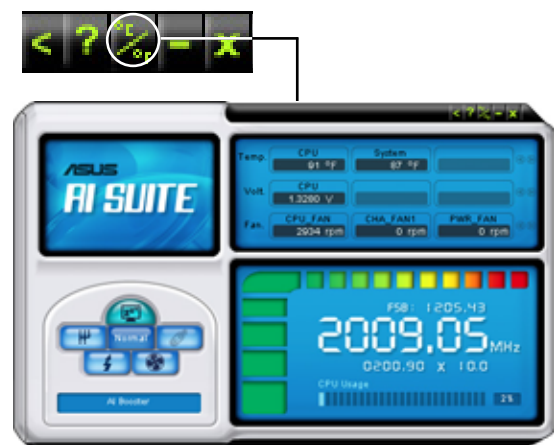 < ? °C/°F - x
< ? °C/°F - x
ASUS
AI SUITE
Temp. CPU System
91 °F 87 °F
Volt. CPU
1.3280 V
Fan. CPU_FAN CHA_FAN1 PWR_FAN
2934 rpm 0 rpm 0 rpm
Normal
AI Booster
FSB: 1205.43
2009.05 MHz
0200.90 x 10.0
CPU Usage
2%